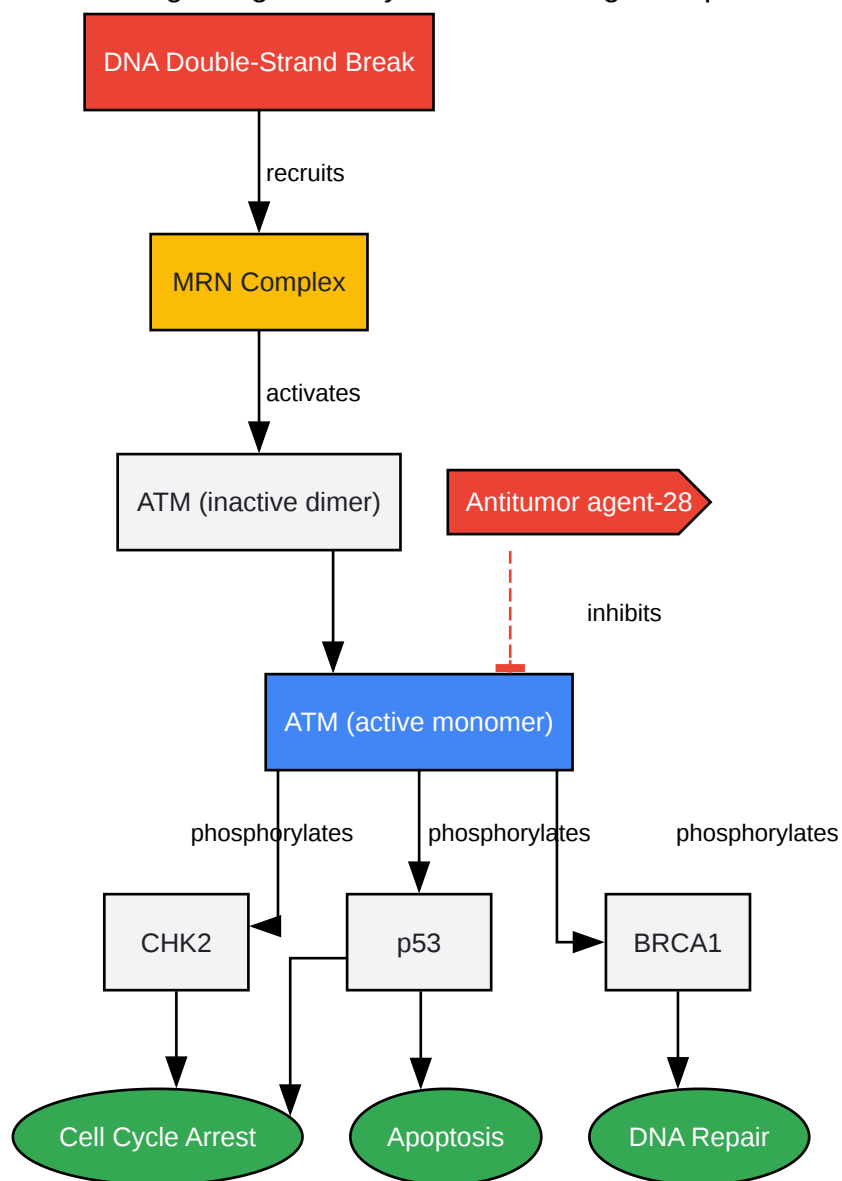 DNA Double-Strand Break
recruits
MRN Complex
activates
ATM (inactive dimer)
Antitumor agent-28
inhibits
ATM (active monomer)
phosphorylates
phosphorylates
phosphorylates
CHK2
p53
BRCA1
Cell Cycle Arrest
Apoptosis
DNA Repair